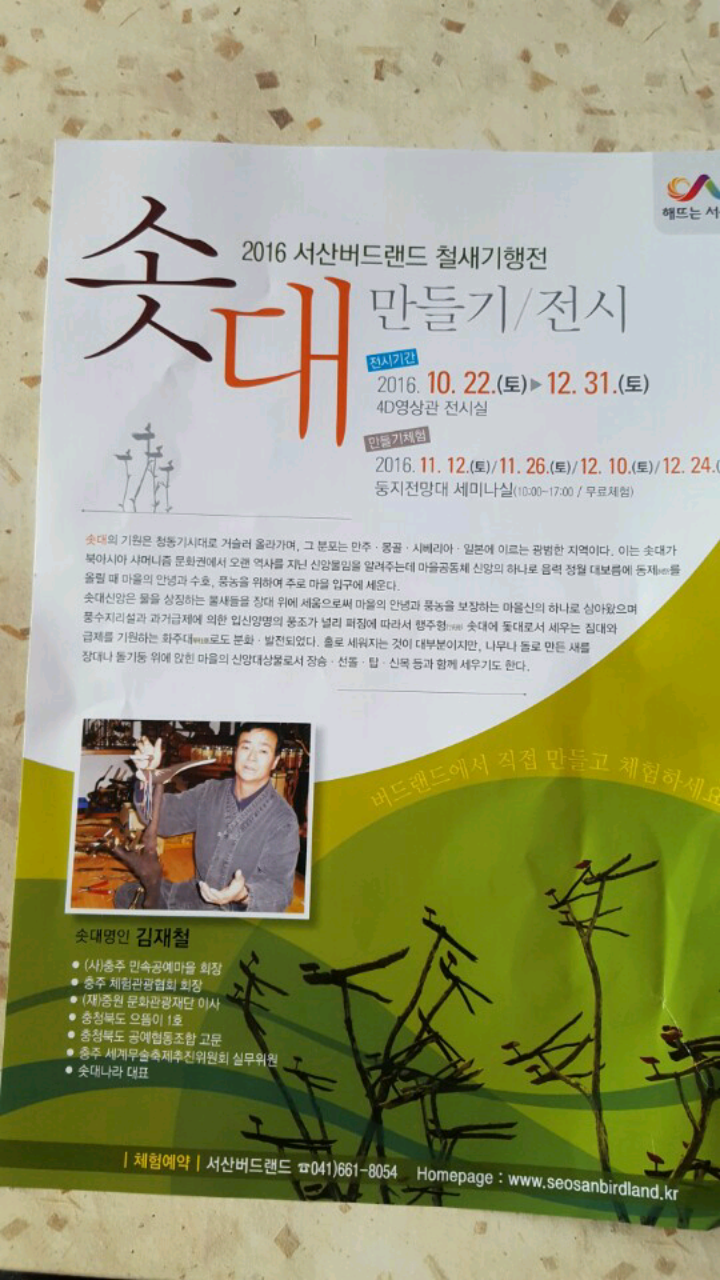 해뜨는 서
2016 서산버드랜드 철새기행전
솟대
만들기/전시
전시기간
2016. 10. 22.(토)▶12. 31.(토)
4D영상관 전시실
만들기체험
2016. 11. 12.(토)/11. 26.(토)/12. 10.(토)/12. 24.(
둥지전망대 세미나실(10:00-17:00 / 무료체험)
솟대의 기원은 청동기시대로 거슬러 올라가며, 그 분포는 만주 · 몽골 · 시베리아 · 일본에 이르는 광범한 지역이다. 이는 솟대가
북아시아 샤머니즘 문화권에서 오랜 역사를 지닌 신앙물임을 알려주는데 마을공동체 신앙의 하나로 음력 정월 대보름에 동제를
올릴 때 마을의 안녕과 수호, 풍농을 위하여 주로 마을 입구에 세운다.
솟대신앙은 물을 상징하는 물새들을 장대 위에 세움으로써 마을의 안녕과 풍농을 보장하는 마을신의 하나로 삼아왔으며
풍수지리설과 과거급제에 의한 입신양명의 풍조가 널리 퍼짐에 따라서 행주형 솟대에 돛대로서 세우는 짐대와
급제를 기원하는 화주대로도 분화 · 발전되었다. 홀로 세워지는 것이 대부분이지만, 나무나 돌로 만든 새를
장대나 돌기둥 위에 앉힌 마을의 신앙대상물로서 장승 · 선돌 · 탑 · 신목 등과 함께 세우기도 한다.
버드랜드에서 직접 만들고 체험하세요
솟대명인 김재철
● (사)충주 민속공예마을 회장
● 충주 체험관광협회 회장
● (재)중원 문화관광재단 이사
● 충청북도 으뜸이 1호
● 충청북도 공예협동조합 고문
● 충주 세계무술축제추진위원회 실무위원
● 솟대나라 대표
| 체험예약 | 서산버드랜드 ☎041)661-8054 Homepage : www.seosanbirdland.kr